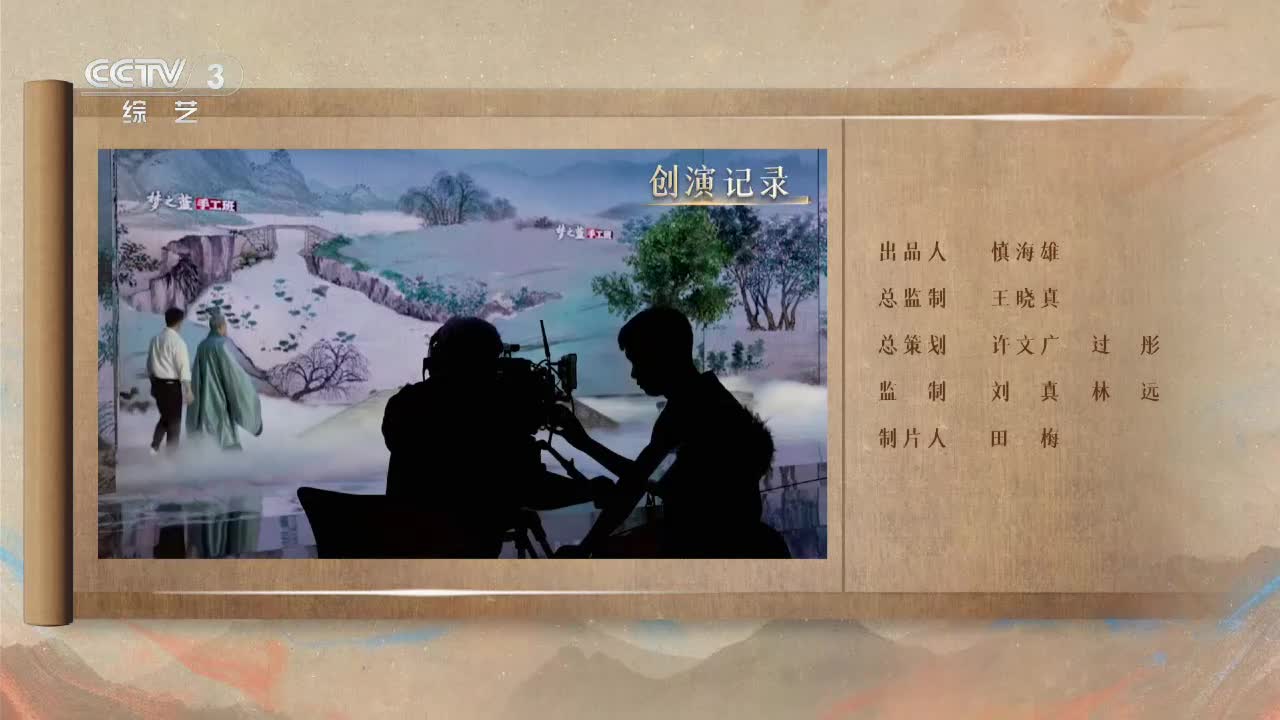 CCTV 3
综艺
创演记录
梦之蓝 手工班
梦之蓝 手工班
出品人 慎海雄
总监制 王晓真
总策划 许文广 过彤
监制 刘真 林远
制片人 田梅